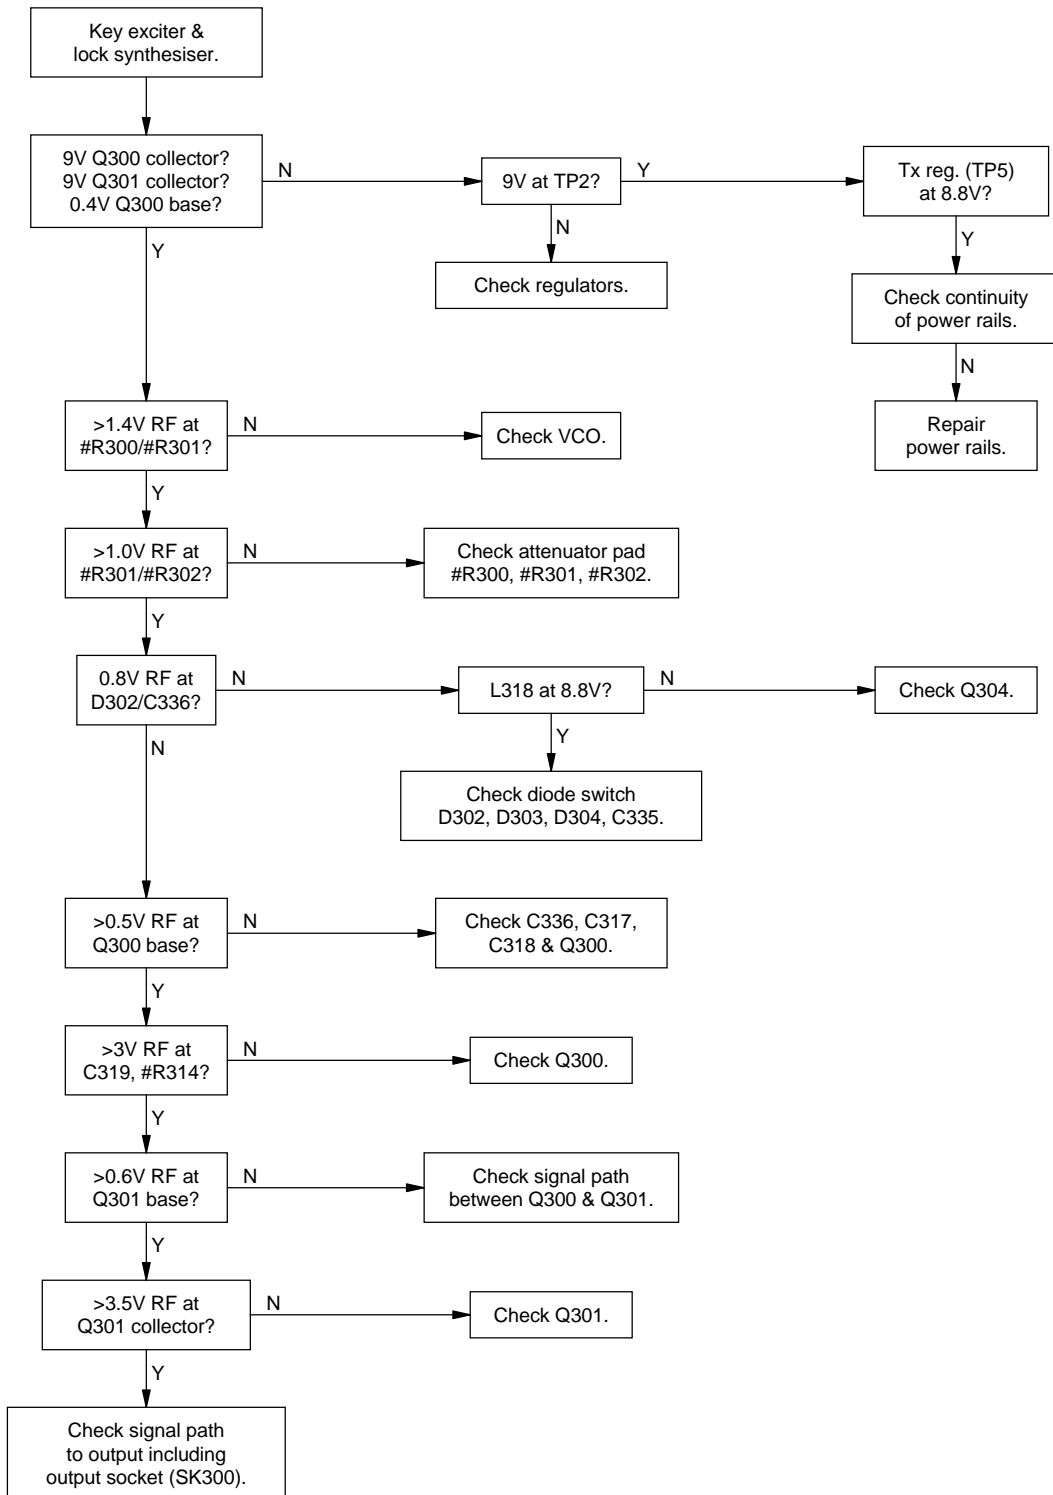 Key exciter &
lock synthesiser.
9V Q300 collector?
9V Q301 collector?
0.4V Q300 base?
N
9V at TP2?
Y
Tx reg. (TP5)
at 8.8V?
Y
N
Y
Check regulators.
Check continuity
of power rails.
N
>1.4V RF at
#R300/#R301?
N
Check VCO.
Repair
power rails.
Y
>1.0V RF at
#R301/#R302?
N
Check attenuator pad
#R300, #R301, #R302.
Y
0.8V RF at
D302/C336?
N
L318 at 8.8V?
N
Check Q304.
N
Y
Check diode switch
D302, D303, D304, C335.
>0.5V RF at
Q300 base?
N
Check C336, C317,
C318 & Q300.
Y
>3V RF at
C319, #R314?
N
Check Q300.
Y
>0.6V RF at
Q301 base?
N
Check signal path
between Q300 & Q301.
Y
>3.5V RF at
Q301 collector?
N
Check Q301.
Y
Check signal path
to output including
output socket (SK300).